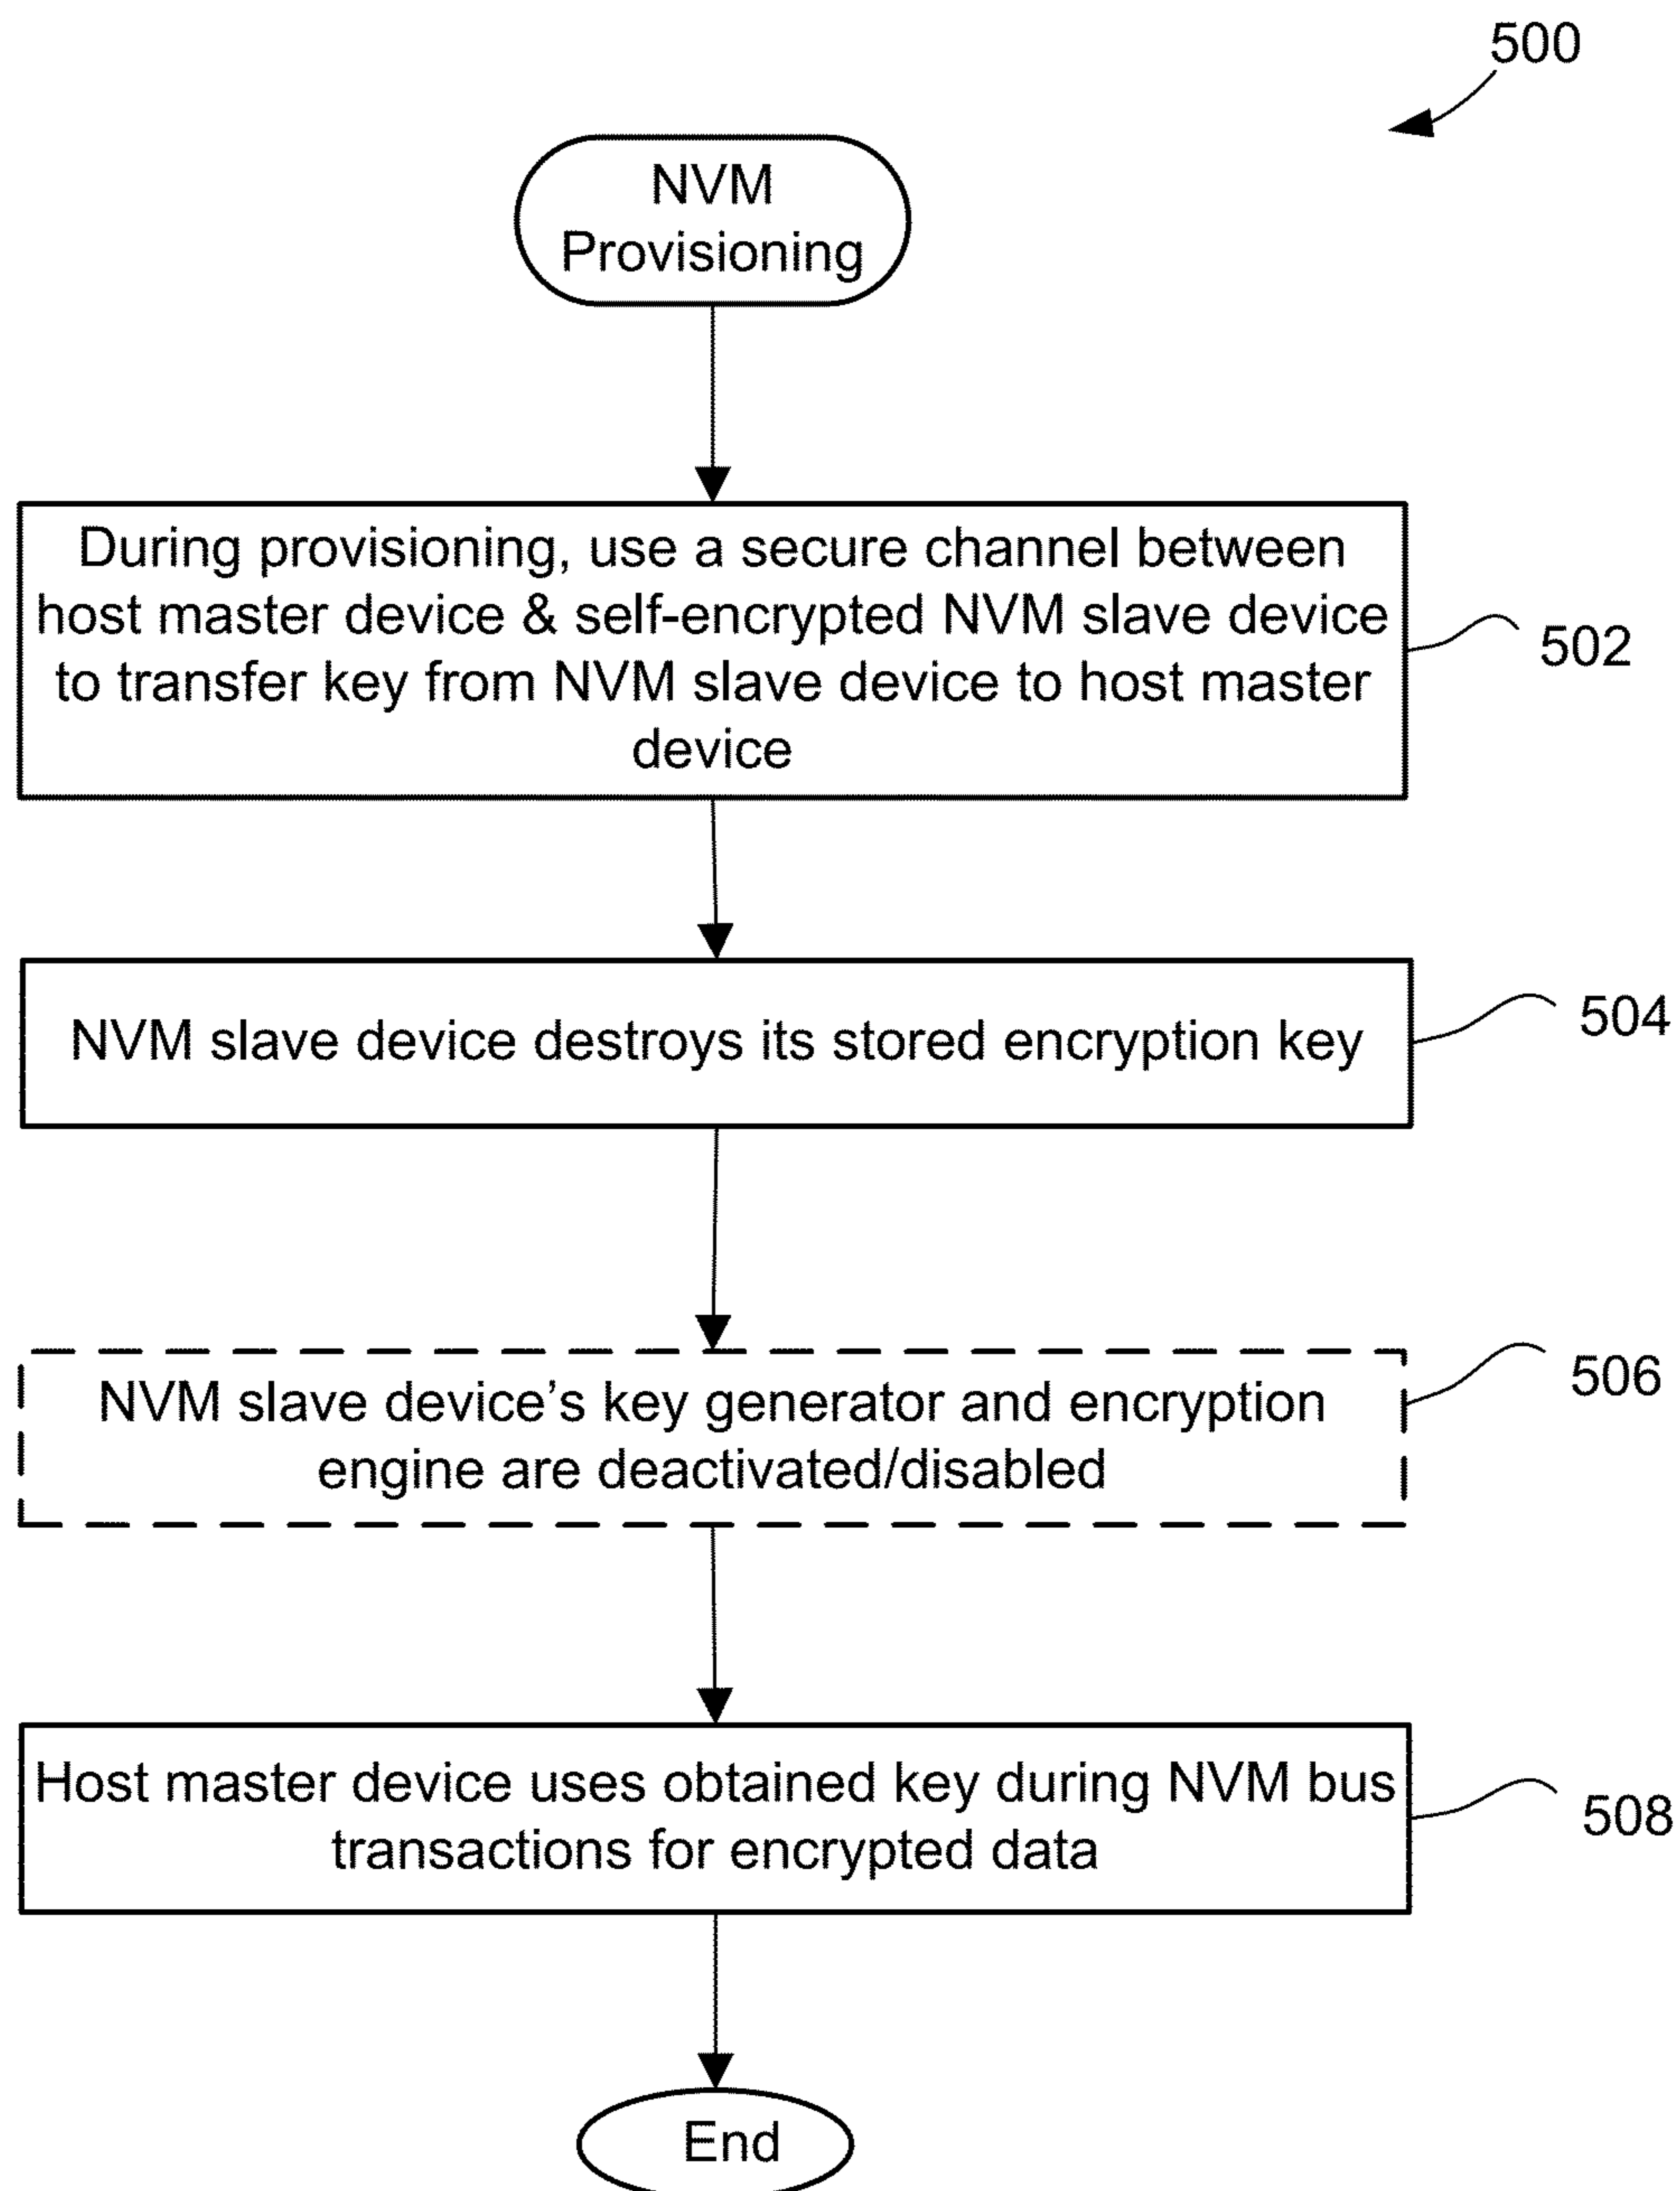 500
NVM
Provisioning
During provisioning, use a secure channel between
host master device & self-encrypted NVM slave device
to transfer key from NVM slave device to host master
device
502
NVM slave device destroys its stored encryption key
504
NVM slave device’s key generator and encryption
engine are deactivated/disabled
506
Host master device uses obtained key during NVM bus
transactions for encrypted data
508
End